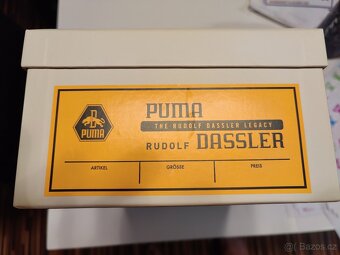 D
PUMA
PUMA
THE RUDOLF DASSLER LEGACY
RUDOLF DASSLER
ARTIKEL GRÖSSE PREIS
Bazos.cz